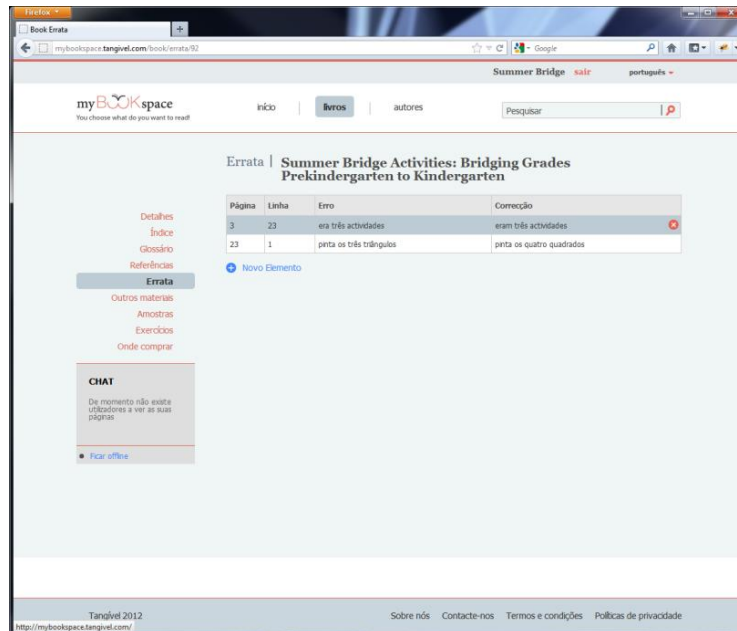 Firefox
Book Errata
mybookspace.tangivel.com/book/errata/92
Google
Summer Bridge sair português
myBOOKspace
You choose what do you want to read!
início livros autores
Pesquisar
Errata | Summer Bridge Activities: Bridging Grades
Prekindergarten to Kindergarten
Página Linha Erro Correcção
3 23 era três actividades eram três actividades
23 1 pinta os três triângulos pinta os quatro quadrados
Novo Elemento
Detalhes
Índice
Glossário
Referências
Errata
Outros materiais
Amostras
Exercícios
Onde comprar
CHAT
De momento não existe
utilizadores a ver as suas
páginas
Ficar offline
Tangível 2012 Sobre nós Contacte-nos Termos e condições Políticas de privacidade
http://mybookspace.tangivel.com/